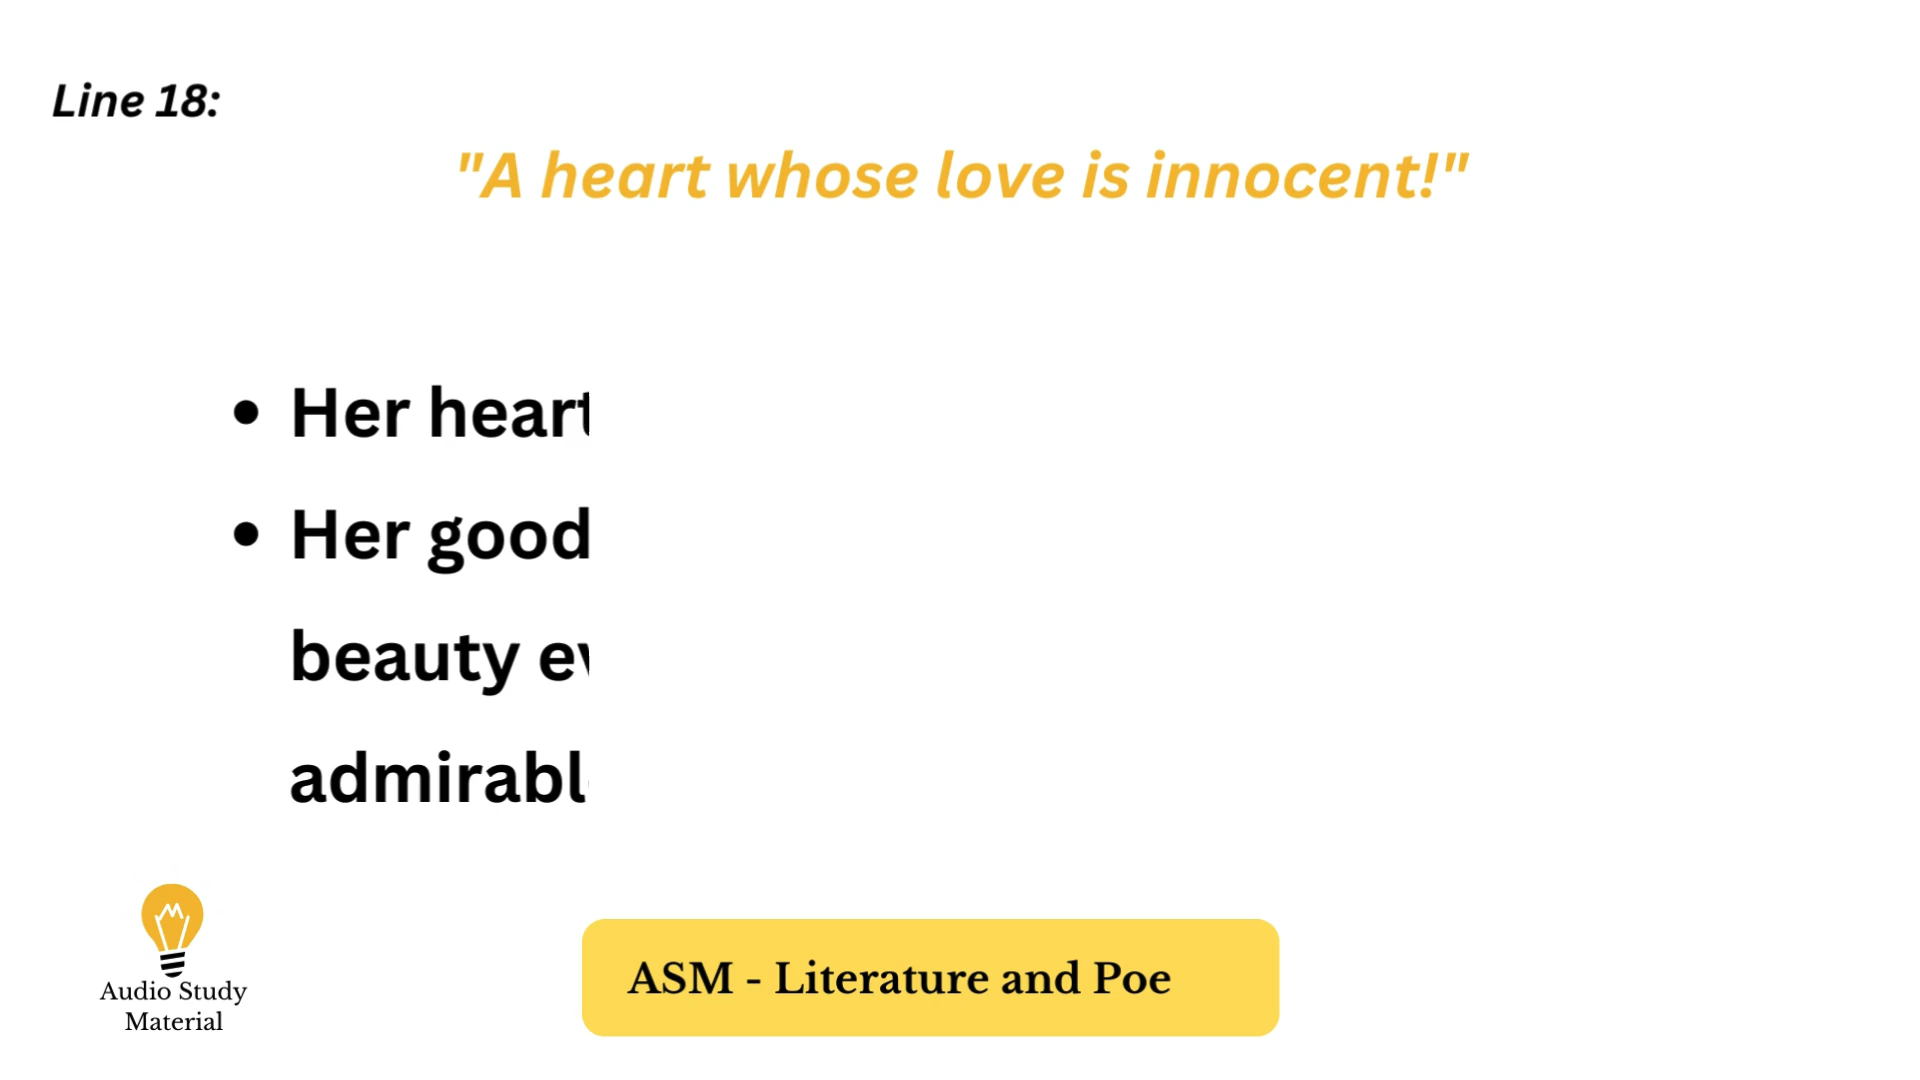 Line 18:
"A heart whose love is innocent!"
• Her heart
• Her good
beauty ev
admirabl
Audio Study
Material
ASM - Literature and Poe